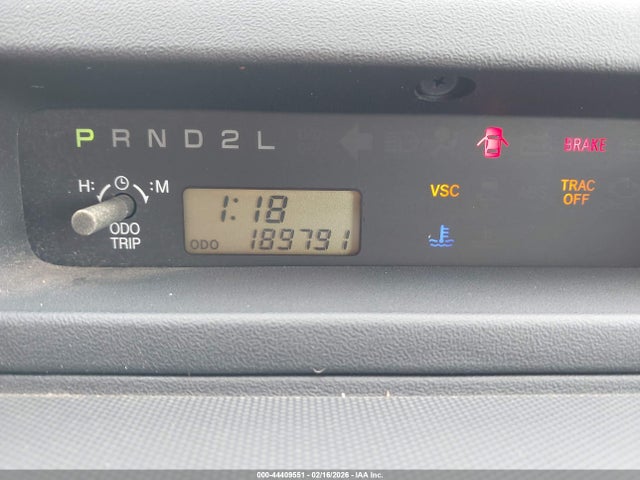 P R N D 2 L
BRAKE
H: :M
VSC
TRAC
OFF
1:18
ODO
TRIP
ODO 189791
000-44409551 - 02/16/2026 - IAA Inc.